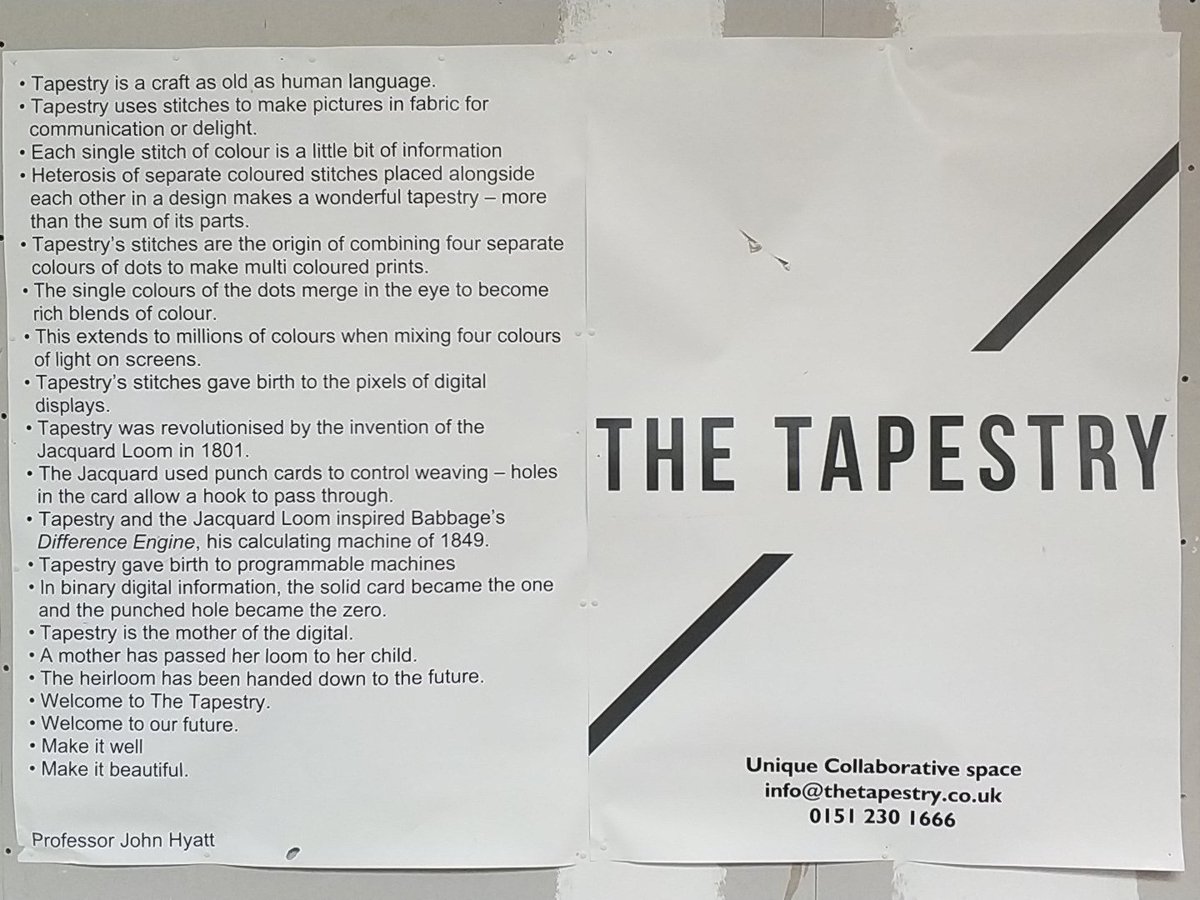 • Tapestry is a craft as old as human language.
• Tapestry uses stitches to make pictures in fabric for
communication or delight.
• Each single stitch of colour is a little bit of information
• Heterosis of separate coloured stitches placed alongside
each other in a design makes a wonderful tapestry – more
than the sum of its parts.
• Tapestry's stitches are the origin of combining four separate
colours of dots to make multi coloured prints.
• The single colours of the dots merge in the eye to become
rich blends of colour.
• This extends to millions of colours when mixing four colours
of light on screens.
• Tapestry's stitches gave birth to the pixels of digital
displays.
• Tapestry was revolutionised by the invention of the
Jacquard Loom in 1801.
• The Jacquard used punch cards to control weaving – holes
in the card allow a hook to pass through.
• Tapestry and the Jacquard Loom inspired Babbage's
Difference Engine, his calculating machine of 1849.
• Tapestry gave birth to programmable machines
• In binary digital information, the solid card became the one
and the punched hole became the zero.
• Tapestry is the mother of the digital.
• A mother has passed her loom to her child.
• The heirloom has been handed down to the future.
• Welcome to The Tapestry.
• Welcome to our future.
• Make it well
• Make it beautiful.
Professor John Hyatt
THE TAPESTRY
Unique Collaborative space
info@thetapestry.co.uk
0151 230 1666